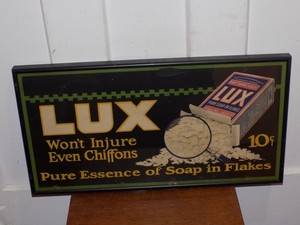 LUX
Won't Injure
Even Chiffons
LUX
10¢
Pure Essence of Soap in Flakes